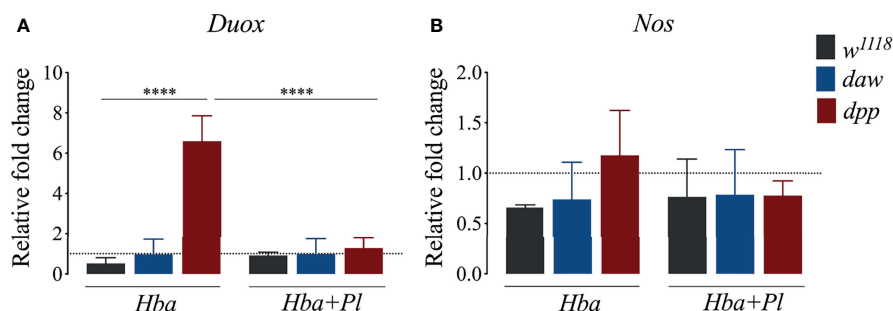 A
Duox
Relative fold change
10
8
6
4
2
0
****
****
Hba
Hba+Pl
B
Nos
Relative fold change
2.0
1.5
1.0
0.5
0.0
Hba
Hba+Pl
w1118
daw
dpp